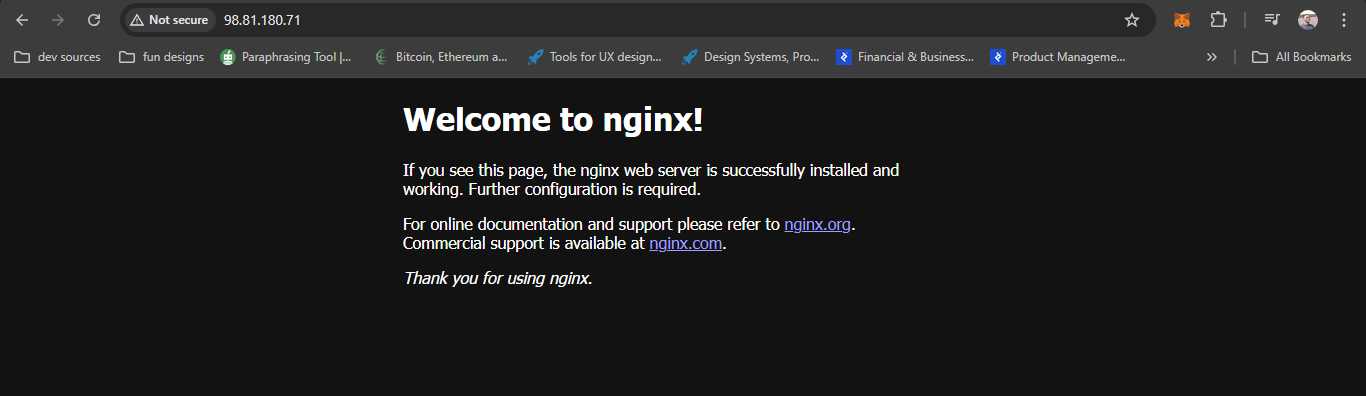 Not secure 98.81.180.71
dev sources fun designs Paraphrasing Tool |... Bitcoin, Ethereum a... Tools for UX design... Design Systems, Pro... Financial & Business... Product Manageme... » All Bookmarks
Welcome to nginx!
If you see this page, the nginx web server is successfully installed and
working. Further configuration is required.
For online documentation and support please refer to nginx.org.
Commercial support is available at nginx.com.
Thank you for using nginx.